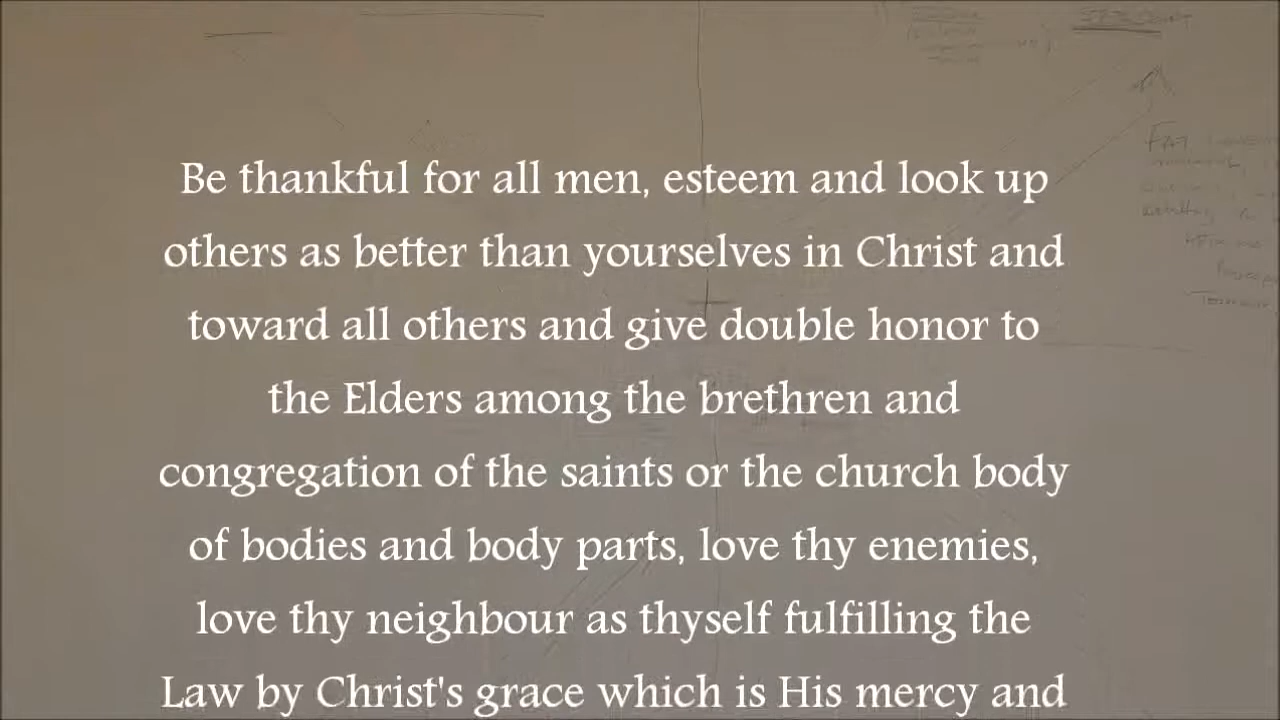 Be thankful for all men, esteem and look up
others as better than yourselves in Christ and
toward all others and give double honor to
the Elders among the brethren and
congregation of the saints or the church body
of bodies and body parts, love thy enemies,
love thy neighbour as thyself fulfilling the
Law by Christ's grace which is His mercy and